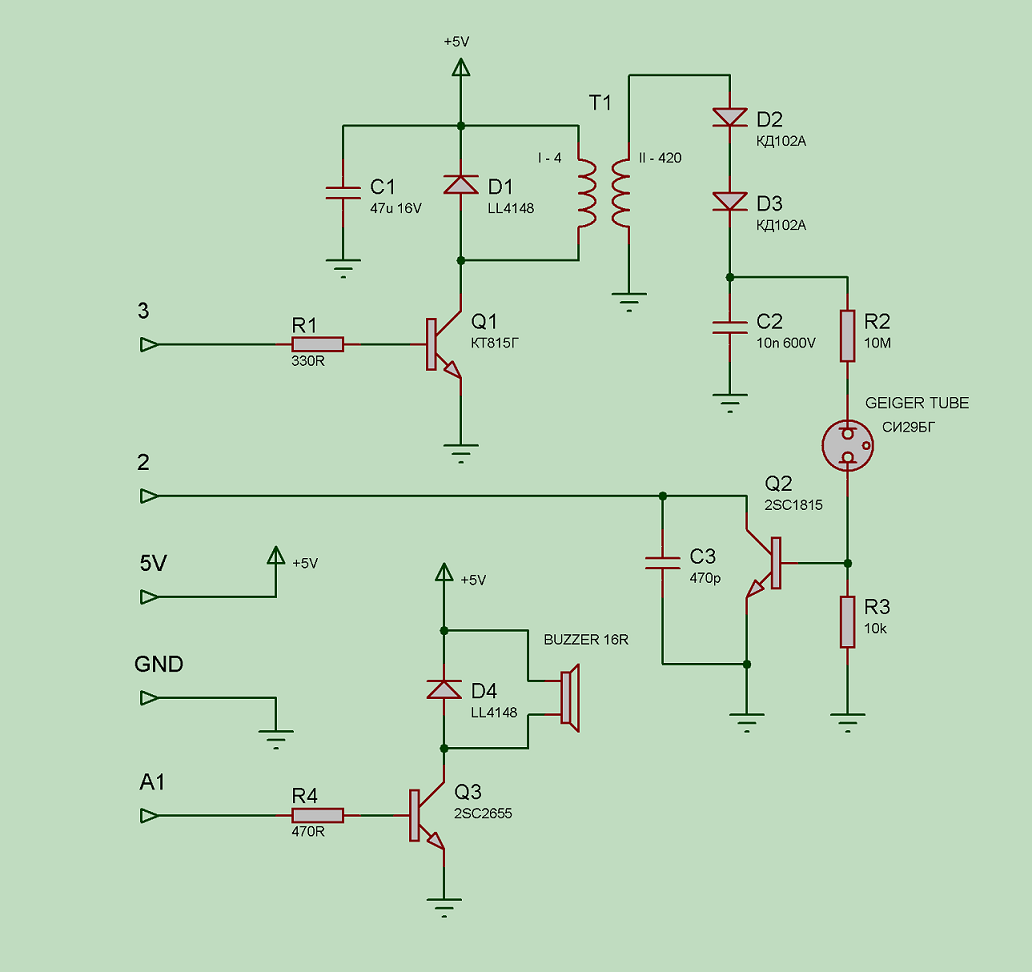 +5V
T1
I - 4
II - 420
D2
КД102А
C1
47u 16V
D1
LL4148
D3
КД102А
3
R1
330R
Q1
КТ815Г
C2
10n 600V
R2
10M
GEIGER TUBE
СИ29БГ
2
Q2
2SC1815
5V
+5V
+5V
C3
470p
R3
10k
BUZZER 16R
GND
D4
LL4148
A1
R4
470R
Q3
2SC2655